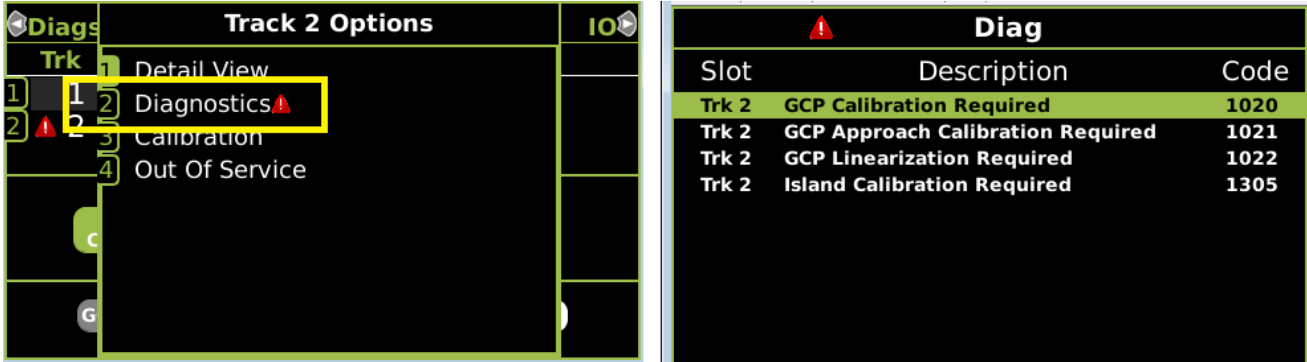 Diags
Track 2 Options
IO
Trk
1 Detail View
1 1
2 Diagnostics
2 2
3 Calibration
4 Out Of Service
C
G
Diag
Slot Description Code
Trk 2 GCP Calibration Required 1020
Trk 2 GCP Approach Calibration Required 1021
Trk 2 GCP Linearization Required 1022
Trk 2 Island Calibration Required 1305